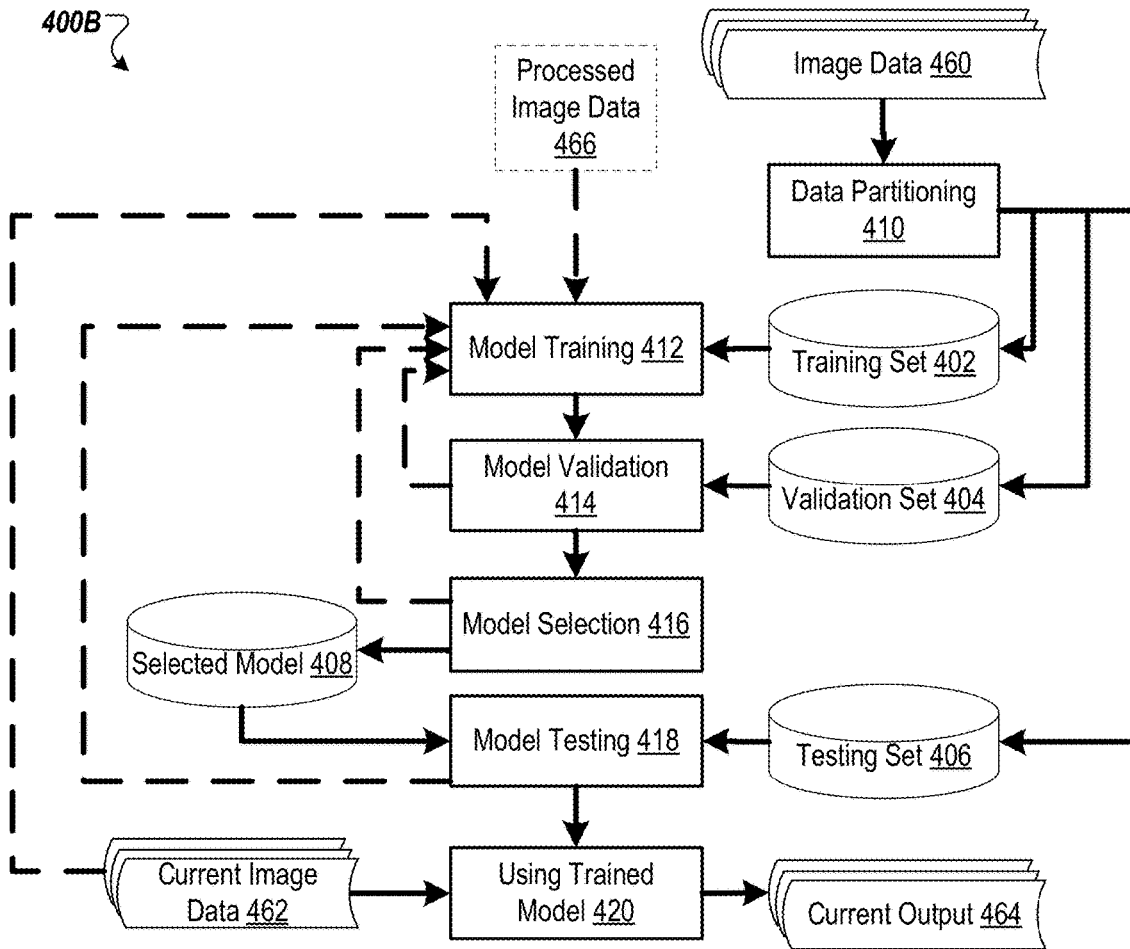 400B
Processed
Image Data
466
Image Data 460
Data Partitioning
410
Model Training 412
Training Set 402
Model Validation
414
Validation Set 404
Model Selection 416
Selected Model 408
Model Testing 418
Testing Set 406
Current Image
Data 462
Using Trained
Model 420
Current Output 464